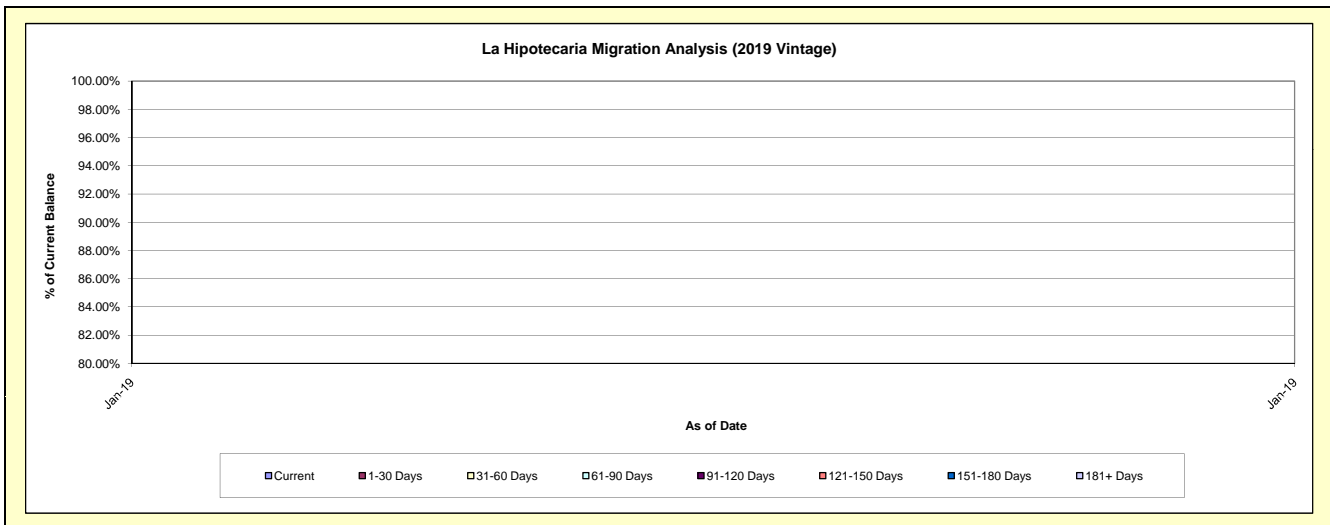 La Hipotecaria Migration Analysis (2019 Vintage)
% of Current Balance
100.00%
98.00%
96.00%
94.00%
92.00%
90.00%
88.00%
86.00%
84.00%
82.00%
80.00%
Jan-19
Jan-19
As of Date
Current
1-30 Days
31-60 Days
61-90 Days
91-120 Days
121-150 Days
151-180 Days
181+ Days